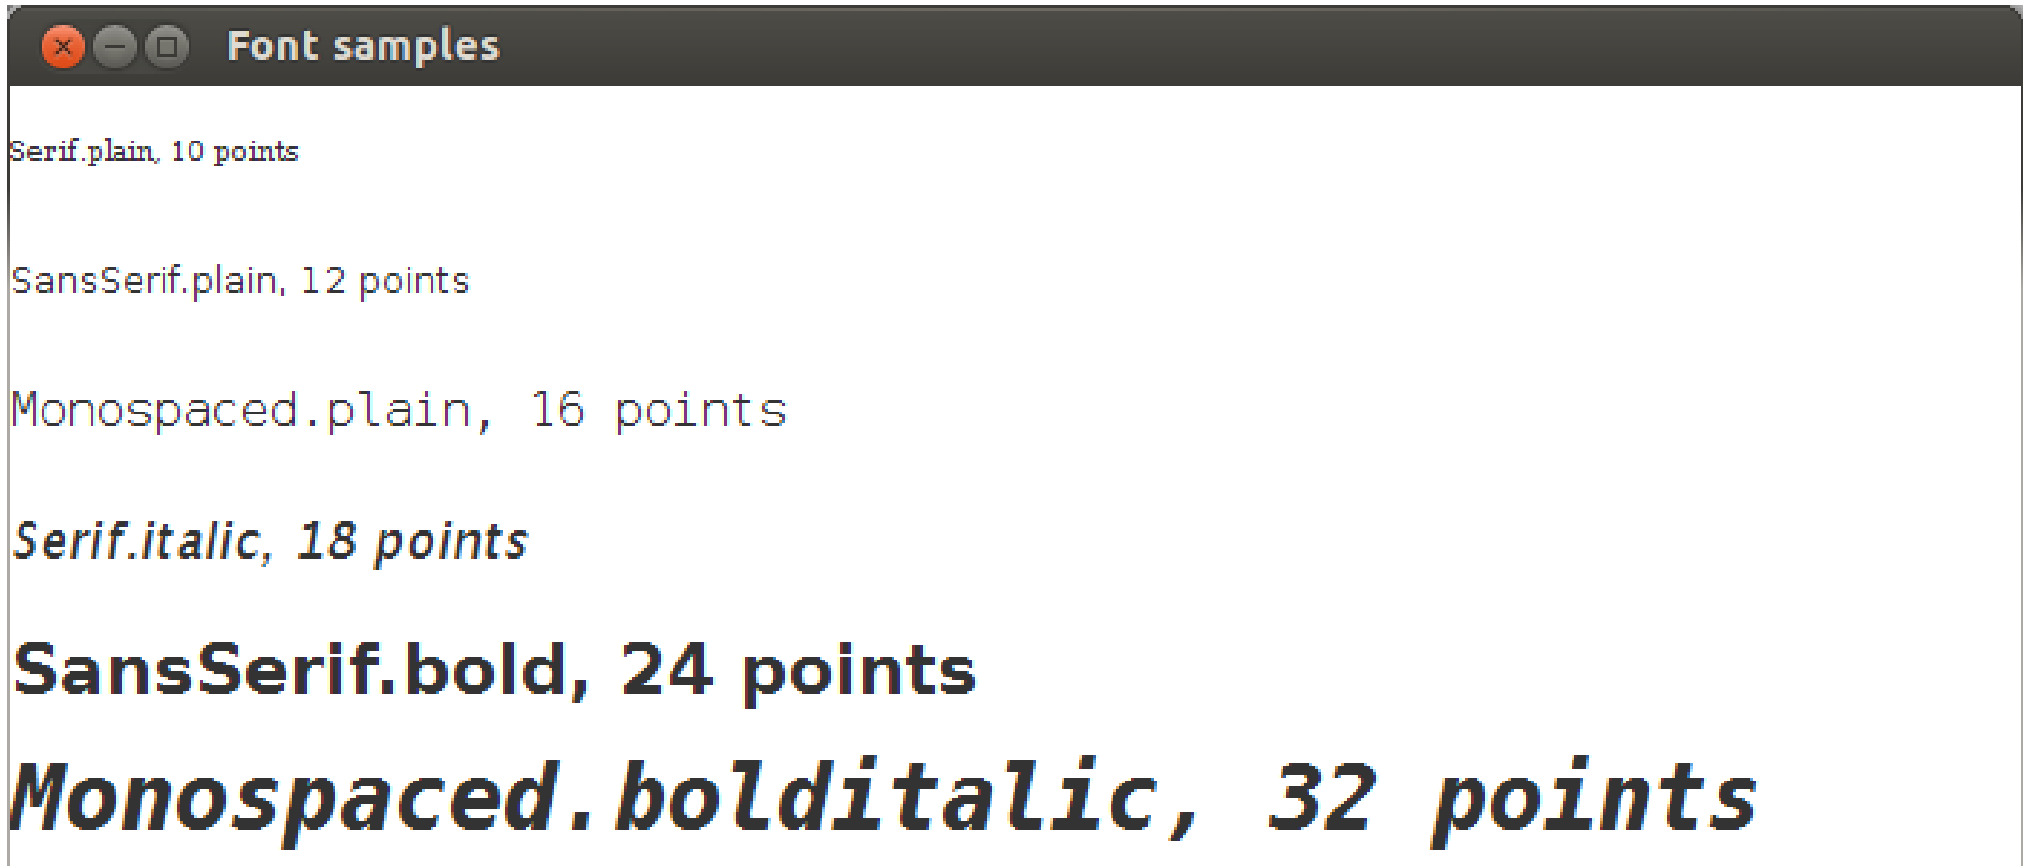 Font samples
Serif.plain, 10 points
SansSerif.plain, 12 points
Monospaced.plain, 16 points
Serif.italic, 18 points
SansSerif.bold, 24 points
Monospaced.bolditalic, 32 points